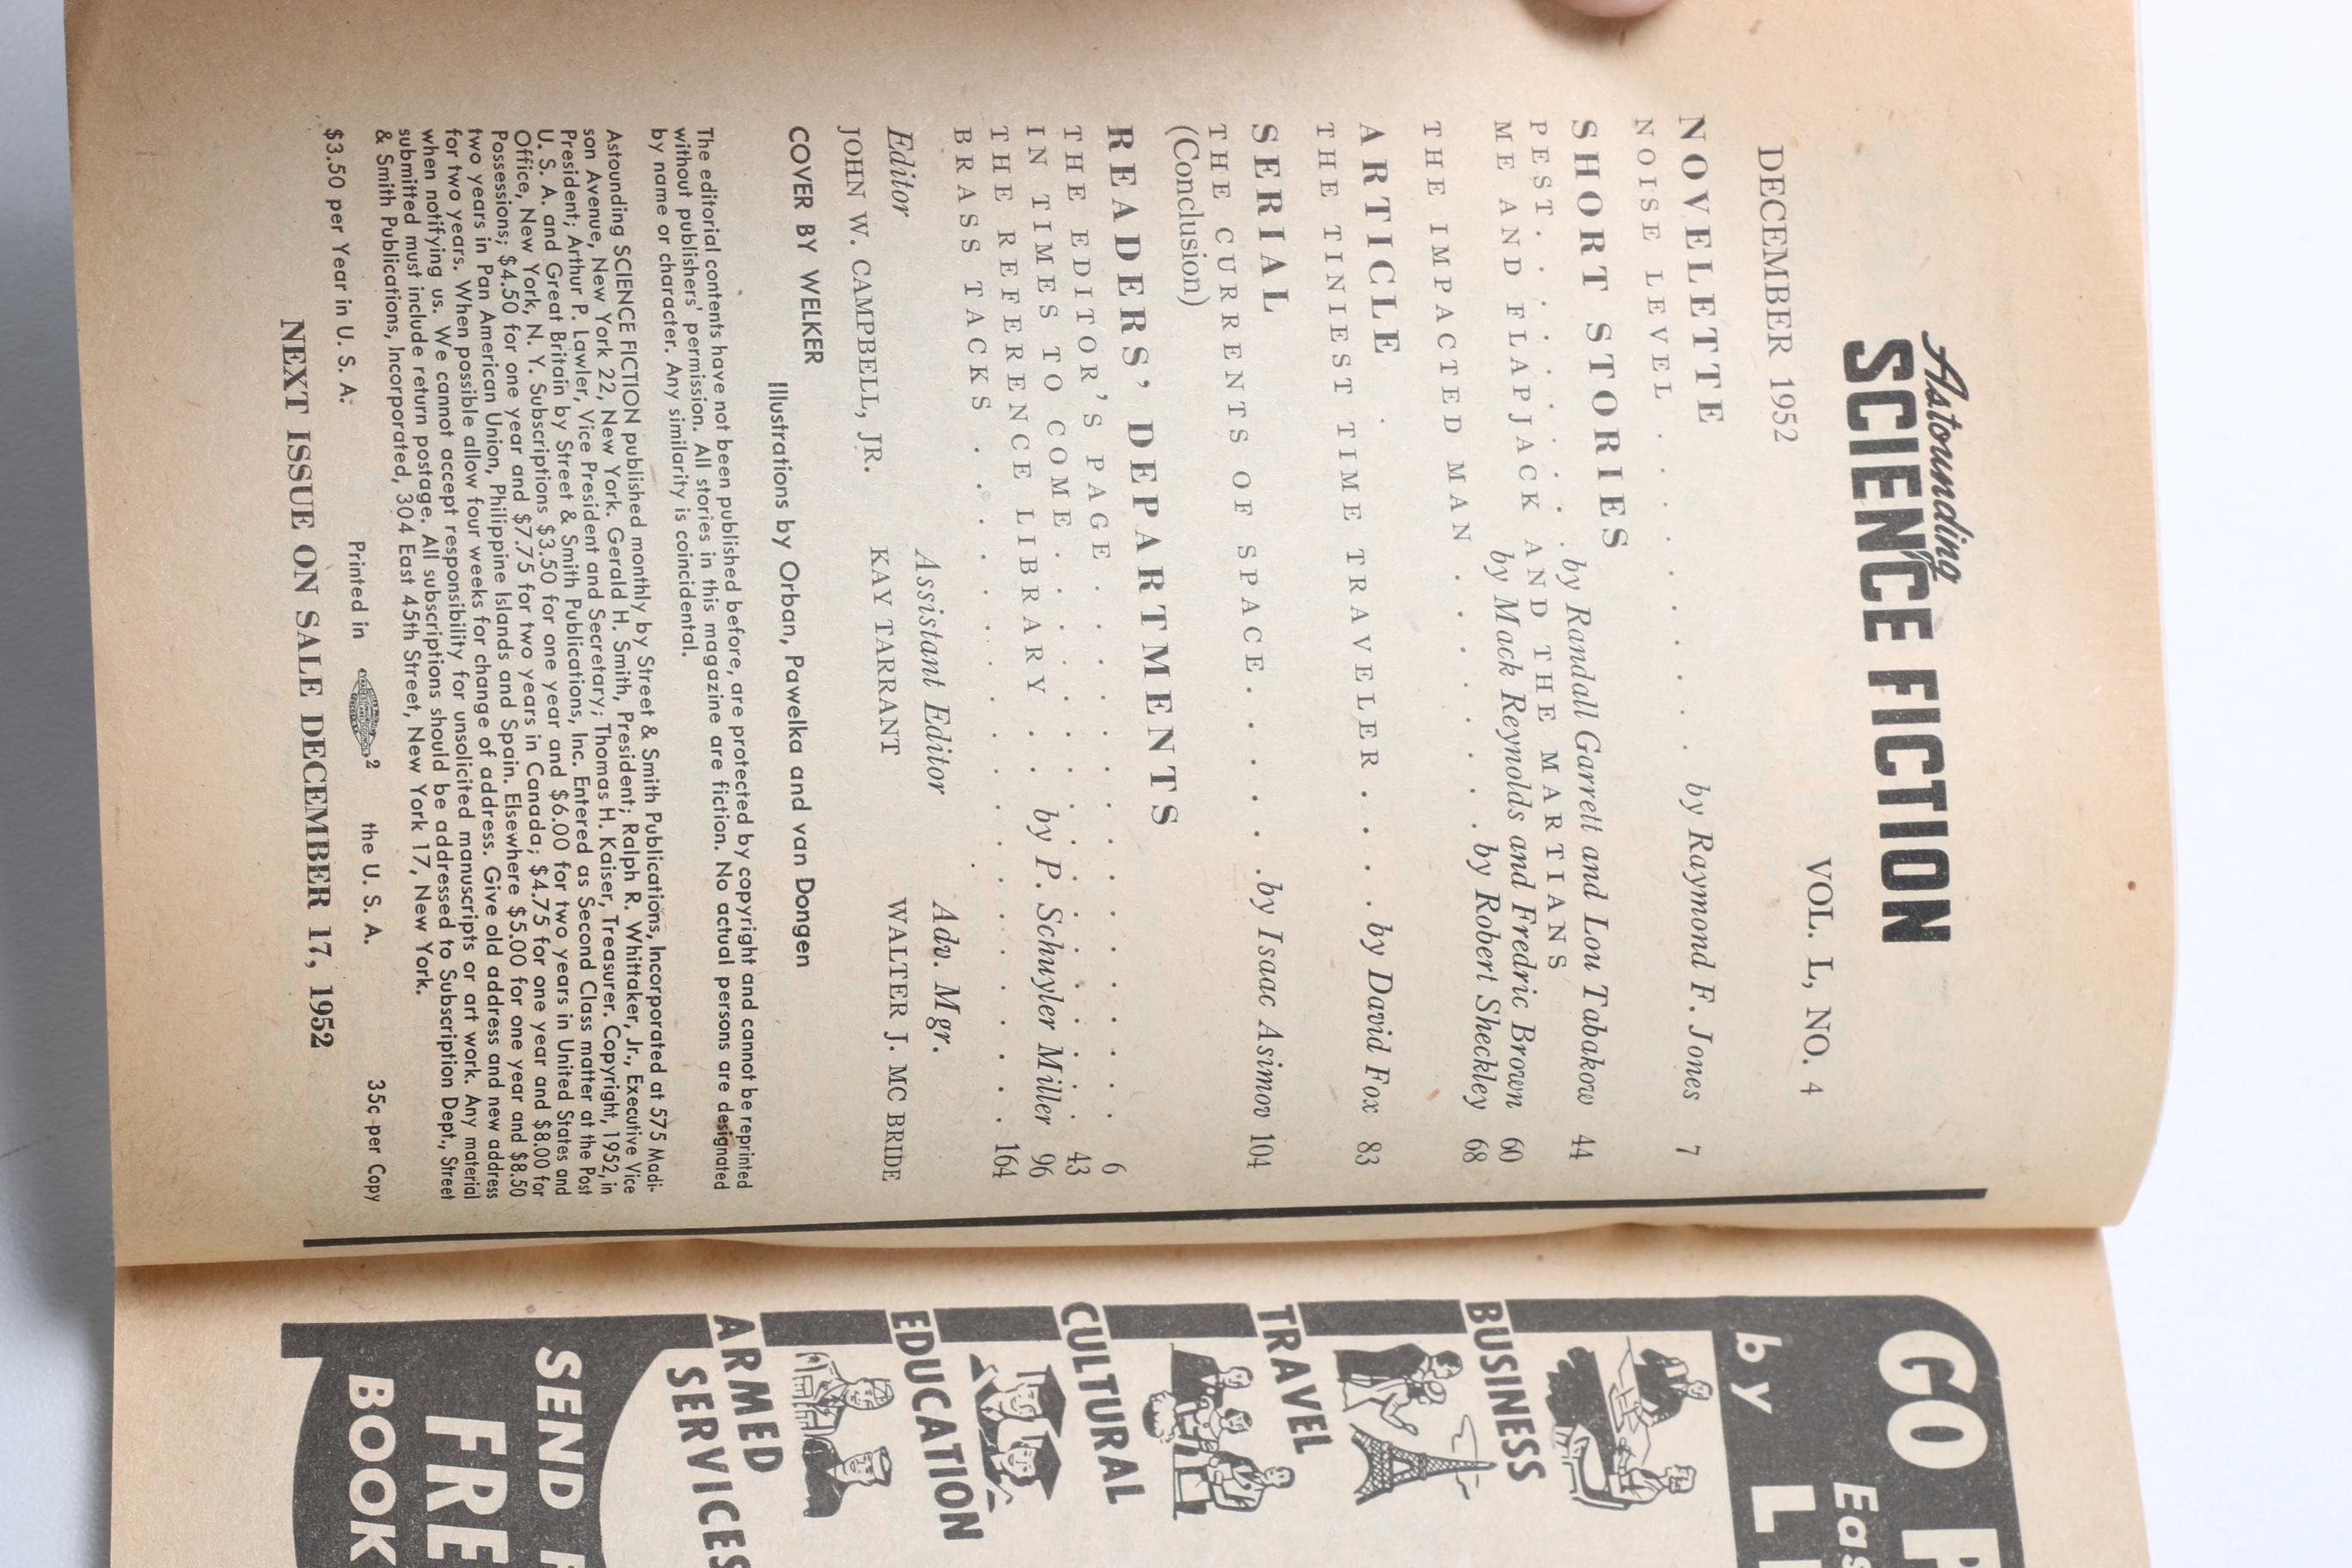 Astounding
SCIENCE FICTION
DECEMBER 1952 VOL. L, NO. 4
NOVELETTE
NOISE LEVEL . . . . . . . . by Raymond F. Jones 7
SHORT STORIES
PEST . . . . . . . . by Randall Garrett and Lou Tabakow 44
ME AND FLAPJACK AND THE MARTIANS
by Mack Reynolds and Fredric Brown 60
THE IMPACTED MAN . . . . . . . . by Robert Sheckley 68
ARTICLE
THE TINIEST TIME TRAVELER . . . . by David Fox 83
SERIAL
THE CURRENTS OF SPACE . . . . . . by Isaac Asimov 104
(Conclusion)
READERS' DEPARTMENTS
THE EDITOR'S PAGE . . . . . . . . . . . . . . 6
IN TIMES TO COME . . . . . . . . . . . . . . 43
THE REFERENCE LIBRARY . . . by P. Schuyler Miller 96
BRASS TACKS . . . . . . . . . . . . . . . . . . 164
Editor Assistant Editor Adv. Mgr.
JOHN W. CAMPBELL, JR. KAY TARRANT WALTER J. MC BRIDE
COVER BY WELKER
Illustrations by Orban, Pawelka and van Dongen
The editorial contents have not been published before, are protected by copyright and cannot be reprinted
without publishers' permission. All stories in this magazine are fiction. No actual persons are designated
by name or character. Any similarity is coincidental.
Astounding SCIENCE FICTION published monthly by Street & Smith Publications, Incorporated at 575 Madi-
son Avenue, New York 22, New York. Gerald H. Smith, President; Ralph R. Whittaker, Jr., Executive Vice
President; Arthur P. Lawler, Vice President and Secretary; Thomas H. Kaiser, Treasurer. Copyright, 1952, in
U. S. A. and Great Britain by Street & Smith Publications, Inc. Entered as Second Class matter at the Post
Office, New York, N. Y. Subscriptions $3.50 for one year and $6.00 for two years in United States and
Possessions; $4.50 for one year and $7.75 for two years in Canada; $4.75 for one year and $8.00 for
two years in Pan American Union, Philippine Islands and Spain. Elsewhere $5.00 for one year and $8.50
for two years. When possible allow four weeks for change of address. Give old address and new address
when notifying us. We cannot accept responsibility for unsolicited manuscripts or art work. Any material
submitted must include return postage. All subscriptions should be addressed to Subscription Dept., Street
& Smith Publications, Incorporated, 304 East 45th Street, New York 17, New York.
$3.50 per Year in U. S. A. Printed in the U. S. A. 35c per Copy
NEXT ISSUE ON SALE DECEMBER 17, 1952
GO
by
BUSINESS
TRAVEL
CULTURAL
EDUCATION
ARMED
SERVICES
SEND
BOOK